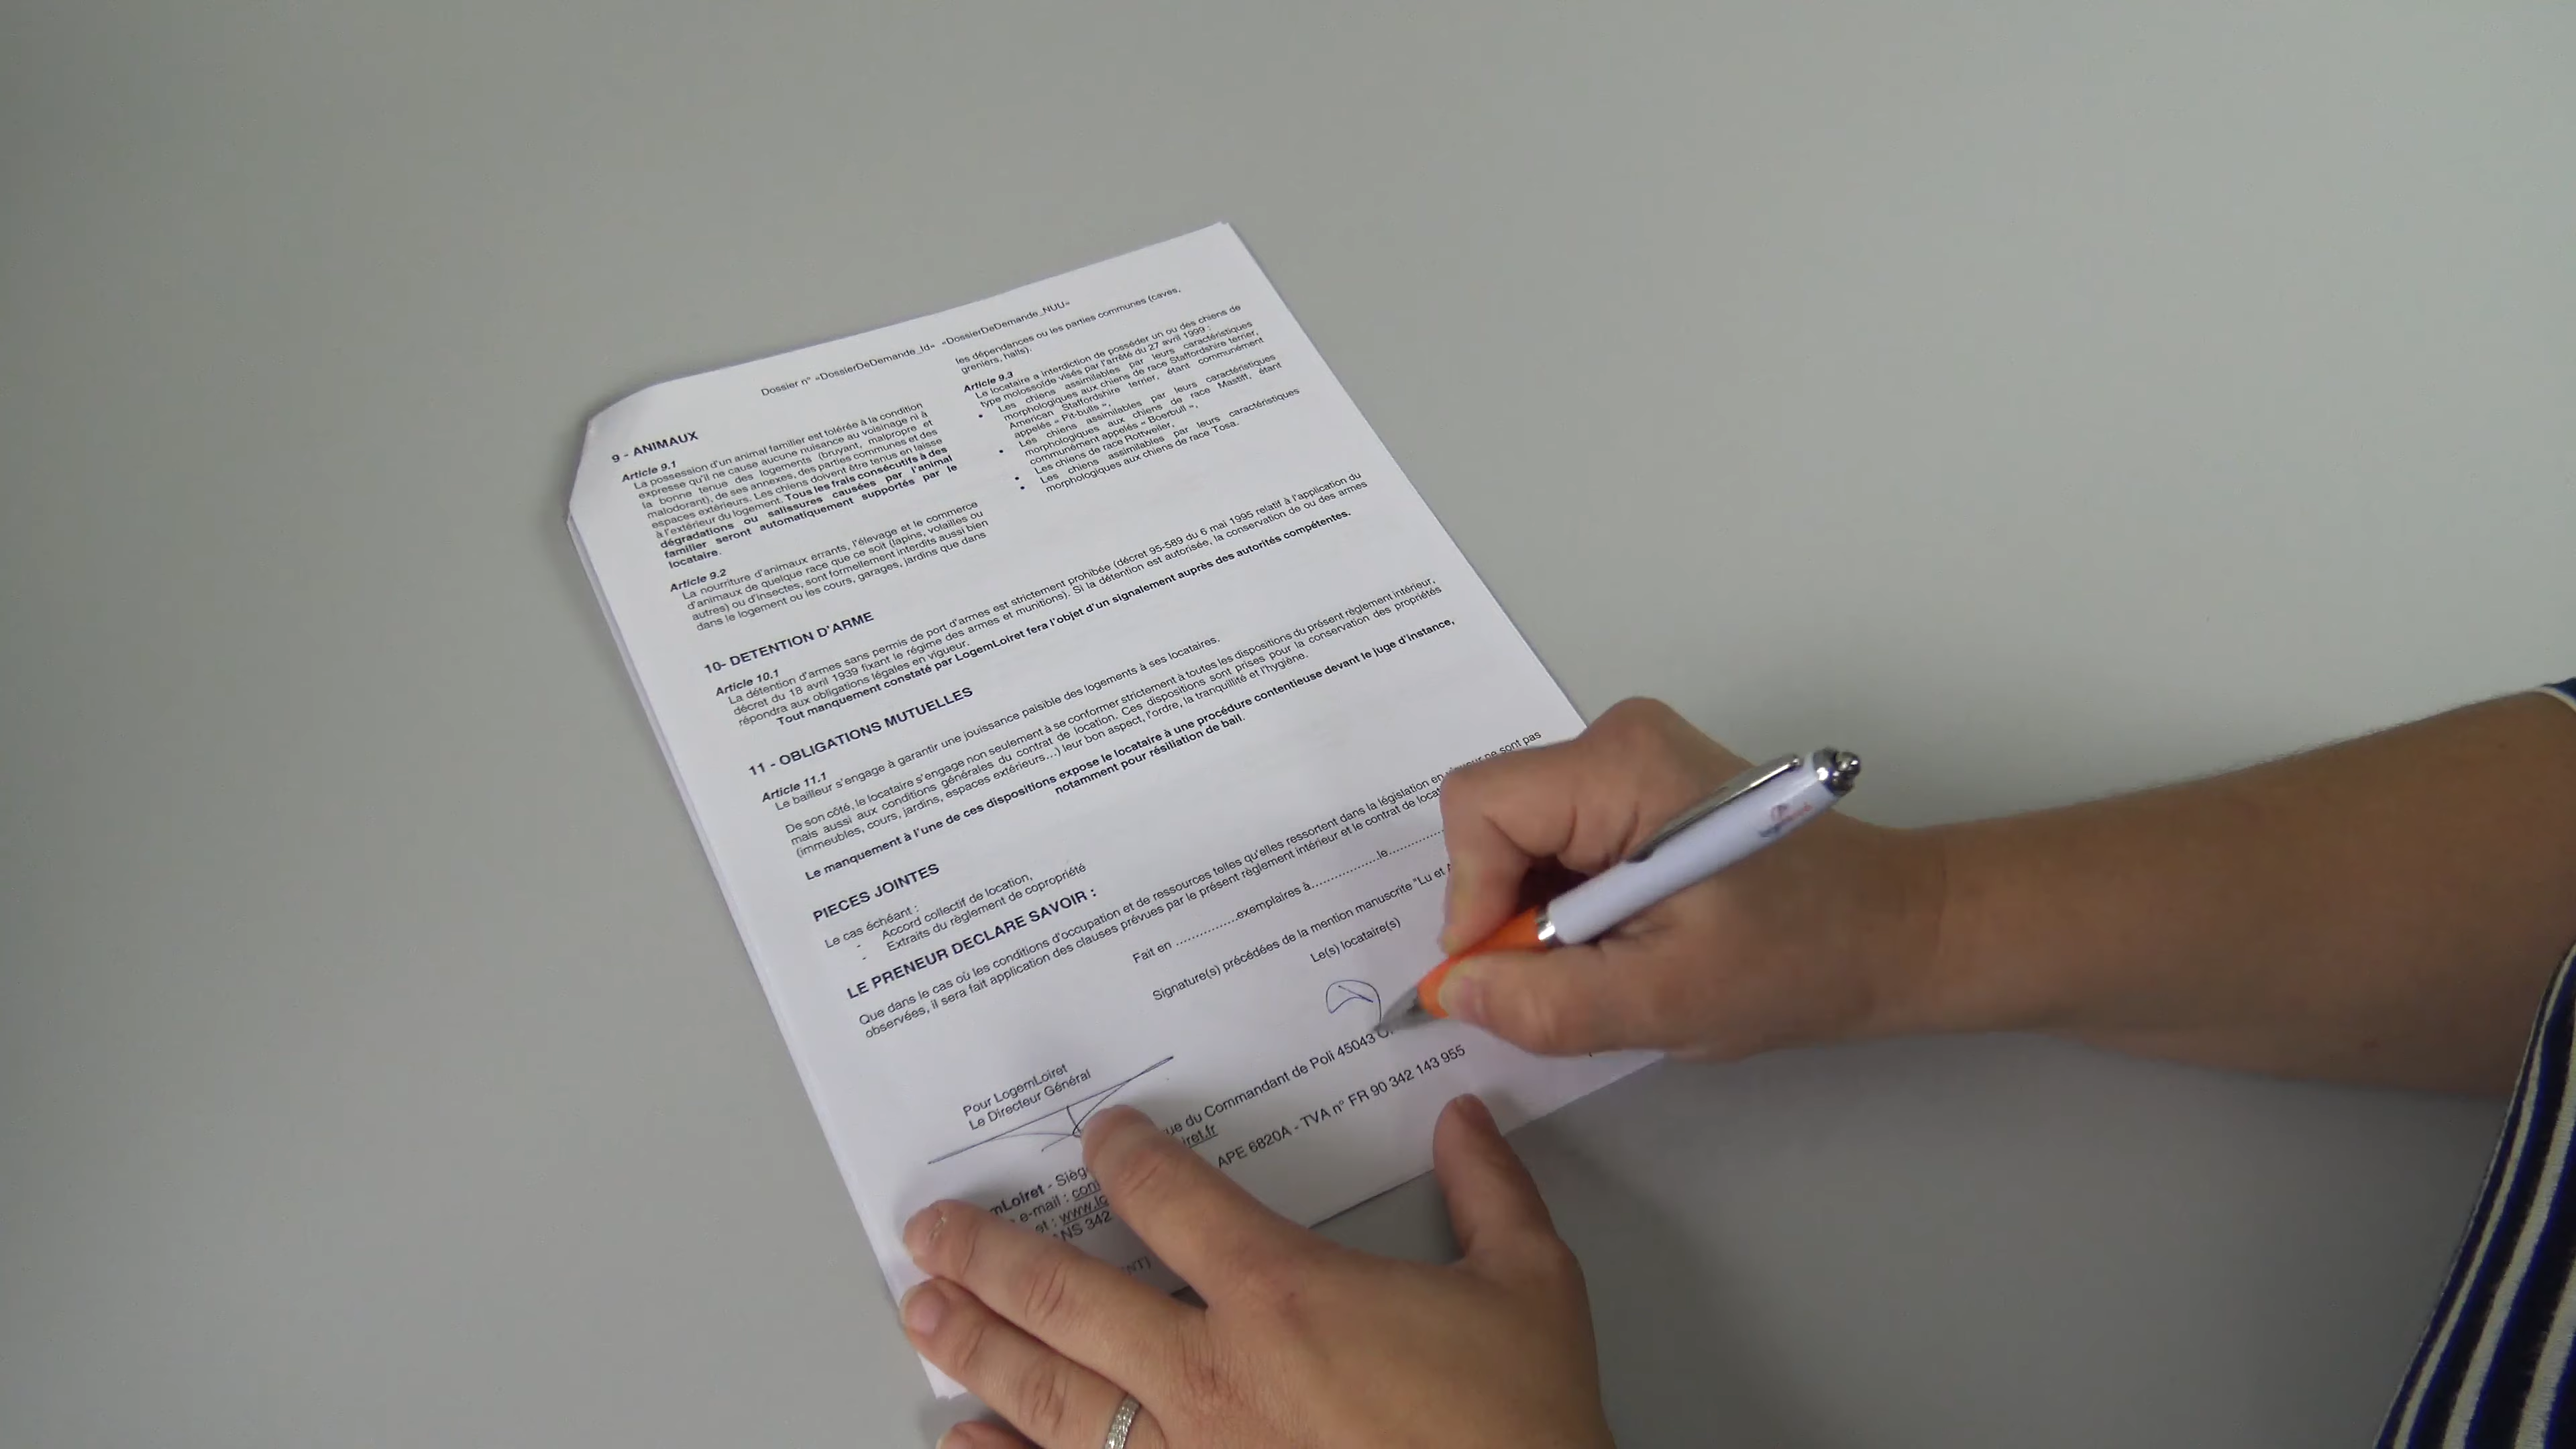 Dossier n° «DossierDeDemande_Id» «DossierDeDemande_NUU»
9 - ANIMAUX
Article 9.1
La possession d'un animal familier est tolérée à la condition
expresse qu'il ne cause aucune nuisance au voisinage ni à
la bonne tenue des logements (bruyant, malpropre et
malodorant), de ses annexes, des parties communes et des
espaces extérieurs. Les chiens doivent être tenus en laisse
à l'extérieur du logement. Tous les frais consécutifs à des
dégradations ou salissures causées par l'animal
familier seront automatiquement supportés par le
locataire.
Article 9.2
La nourriture d'animaux errants, l'élevage et le commerce
d'animaux de quelque race que ce soit (lapins, volailles ou
autres) ou d'insectes, sont formellement interdits aussi bien
dans le logement ou les cours, garages, jardins que dans
les dépendances ou les parties communes (caves,
greniers, halls).
Article 9.3
Le locataire a interdiction de posséder un ou des chiens de
type molossoïde visés par l'arrêté du 27 avril 1999 :
• Les chiens assimilables par leurs caractéristiques
morphologiques aux chiens de race Staffordshire terrier,
American Staffordshire terrier, étant communément
appelés « Pit-bulls »,
• Les chiens assimilables par leurs caractéristiques
morphologiques aux chiens de race Mastiff, étant
communément appelés « Boerbull »,
• Les chiens de race Rottweiler,
• Les chiens assimilables par leurs caractéristiques
morphologiques aux chiens de race Tosa.
10- DETENTION D'ARME
Article 10.1
La détention d'armes sans permis de port d'armes est strictement prohibée (décret 95-589 du 6 mai 1995 relatif à l'application du
décret du 18 avril 1939 fixant le régime des armes et munitions). Si la détention est autorisée, la conservation de ou des armes
répondra aux obligations légales en vigueur.
Tout manquement constaté par LogemLoiret fera l'objet d'un signalement auprès des autorités compétentes.
11 - OBLIGATIONS MUTUELLES
Article 11.1
Le bailleur s'engage à garantir une jouissance paisible des logements à ses locataires.
De son côté, le locataire s'engage non seulement à se conformer strictement à toutes les dispositions du présent règlement intérieur,
mais aussi aux conditions générales du contrat de location. Ces dispositions sont prises pour la conservation des propriétés
(immeubles, cours, jardins, espaces extérieurs...) leur bon aspect, l'ordre, la tranquillité et l'hygiène.
Le manquement à l'une de ces dispositions expose le locataire à une procédure contentieuse devant le juge d'instance,
notamment pour résiliation de bail.
PIECES JOINTES
Le cas échéant :
- Accord collectif de location,
- Extraits du règlement de copropriété
LE PRENEUR DECLARE SAVOIR :
Que dans le cas où les conditions d'occupation et de ressources telles qu'elles ressortent dans la législation en vigueur ne sont pas
observées, il sera fait application des clauses prévues par le présent règlement intérieur et le contrat de locat
Fait en ................exemplaires à.................le............
Signature(s) précédées de la mention manuscrite "Lu et A
Le(s) locataire(s)
Pour LogemLoiret
Le Directeur Général
mLoiret - Sièg ue du Commandant de Poli 45043 O
e-mail : con iret.fr
et : www.lo
ANS 342 APE 6820A - TVA n° FR 90 342 143 955
NT)